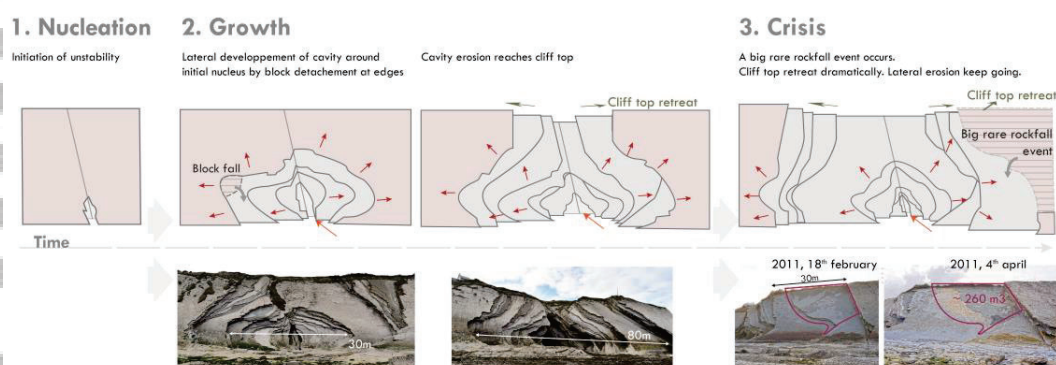 1. Nucleation
Initiation of unstability
2. Growth
Lateral developpement of cavity around
initial nucleus by block detachement at edges
Cavity erosion reaches cliff top
3. Crisis
A big rare rockfall event occurs.
Cliff top retreat dramatically. Lateral erosion keep going.
Block fall
Cliff top retreat
Cliff top retreat
Big rare rockfall
event
Time
30m
80m
2011, 18th february
30m
2011, 4th april
~ 260 m3